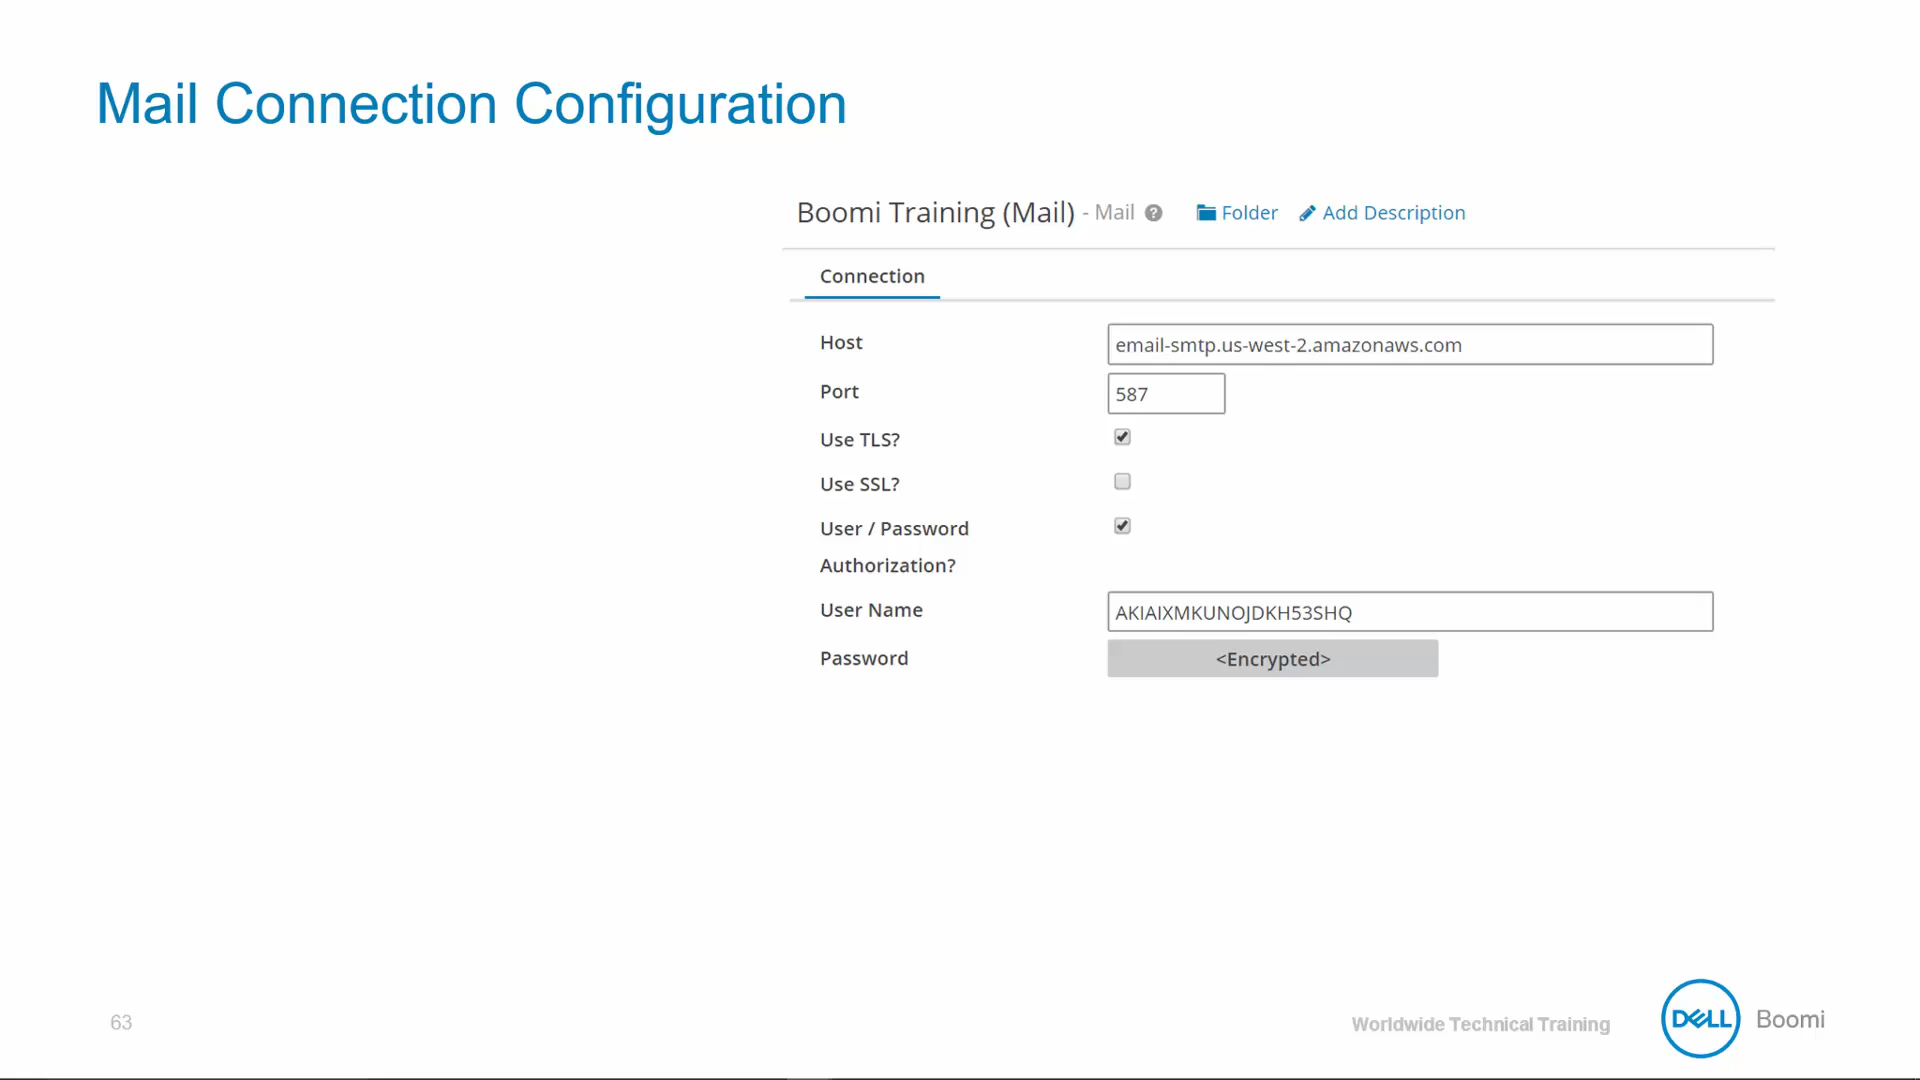 Mail Connection Configuration
Boomi Training (Mail) - Mail ? Folder Add Description
Connection
Host email-smtp.us-west-2.amazonaws.com
Port 587
Use TLS?
Use SSL?
User / Password
Authorization?
User Name AKIAIXMKUNOJDKH53SHQ
Password <Encrypted>
63 Worldwide Technical Training DELL Boomi